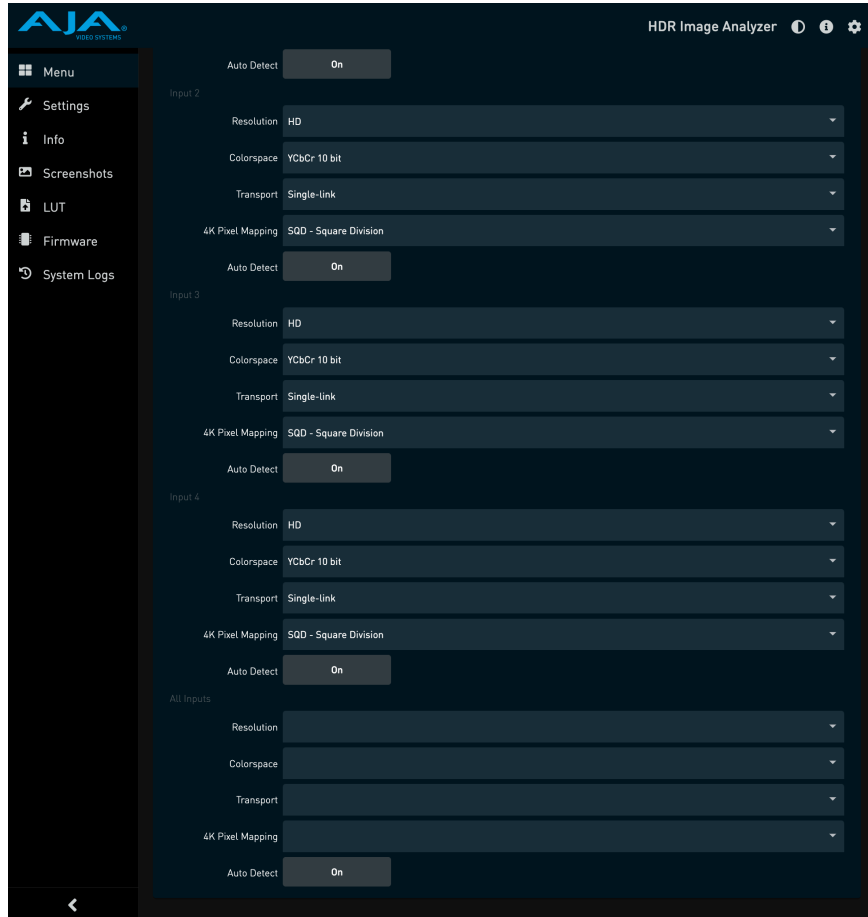 AJA
VIDEO SYSTEMS
HDR Image Analyzer
Menu
Settings
Info
Screenshots
LUT
Firmware
System Logs
Auto Detect On
Input 2
Resolution HD
Colorspace YCbCr 10 bit
Transport Single-link
4K Pixel Mapping SQD - Square Division
Auto Detect On
Input 3
Resolution HD
Colorspace YCbCr 10 bit
Transport Single-link
4K Pixel Mapping SQD - Square Division
Auto Detect On
Input 4
Resolution HD
Colorspace YCbCr 10 bit
Transport Single-link
4K Pixel Mapping SQD - Square Division
Auto Detect On
All Inputs
Resolution
Colorspace
Transport
4K Pixel Mapping
Auto Detect On